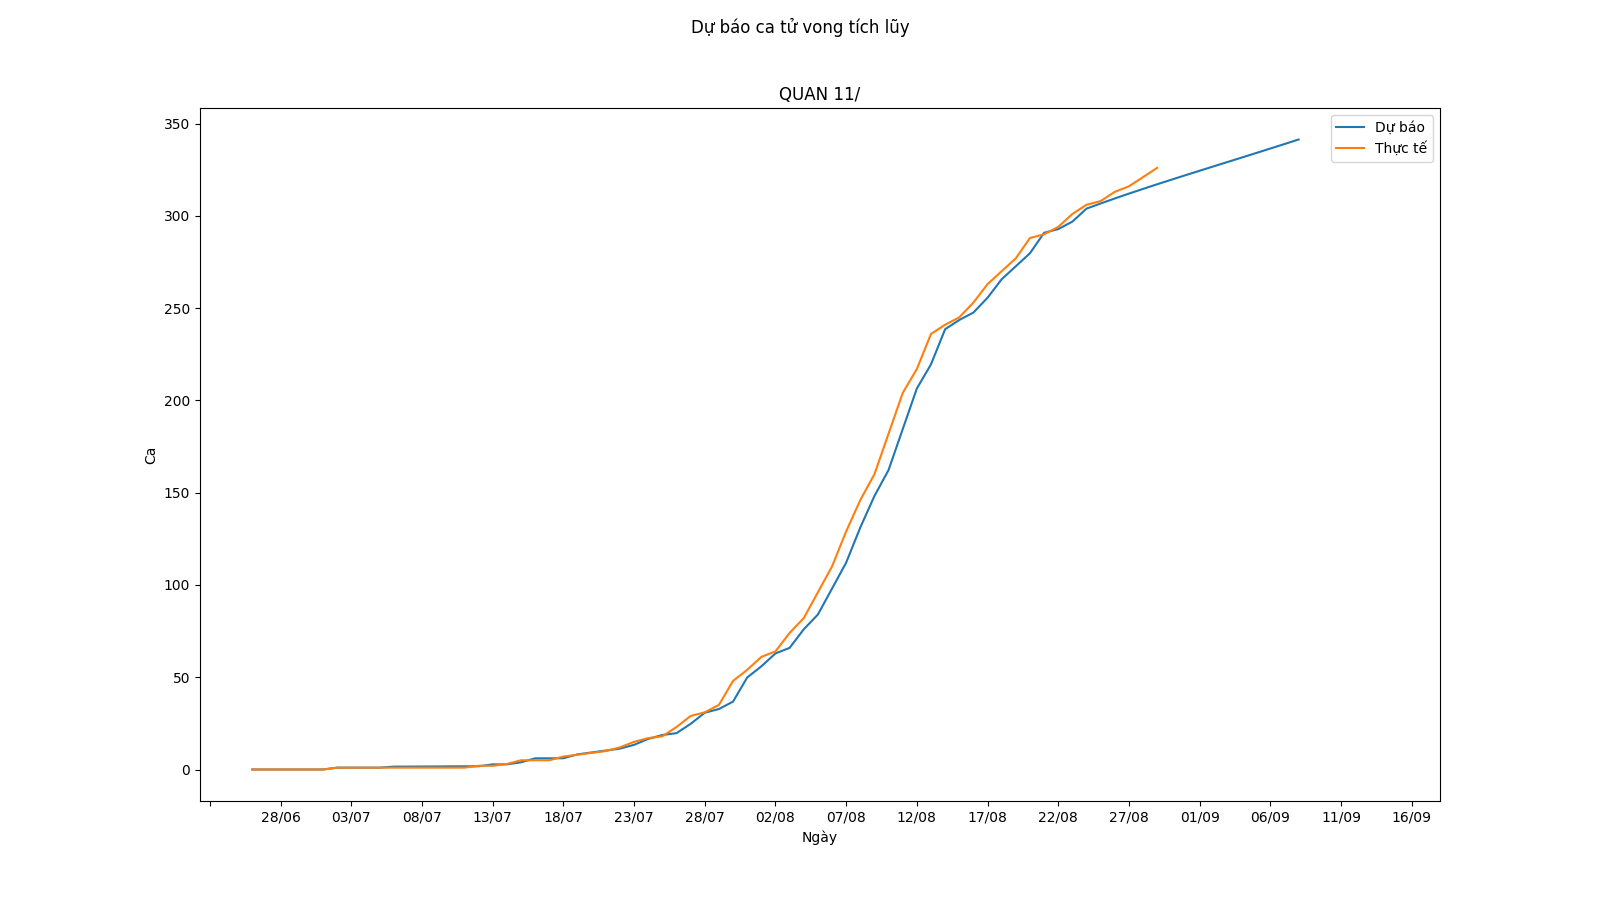 Dự báo ca tử vong tích lũy
QUAN 11/
Dự báo
Thực tế
350
300
250
200
150
100
50
0
Ca
28/06 03/07 08/07 13/07 18/07 23/07 28/07 02/08 07/08 12/08 17/08 22/08 27/08 01/09 06/09 11/09 16/09
Ngày